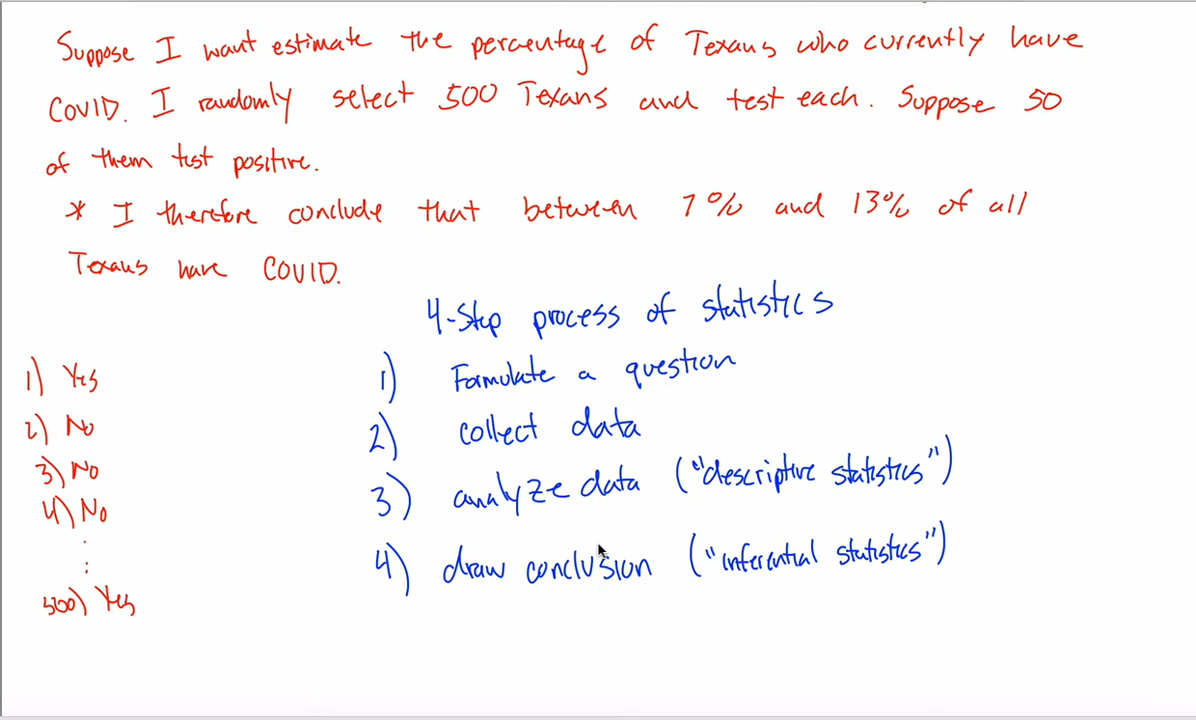 Suppose I want estimate the percentage of Texans who currently have
COVID. I randomly select 500 Texans and test each. Suppose 50
of them test positive.
* I therefore conclude that between 7% and 13% of all
Texans have COVID.
4-Step process of statistics
1) Formulate a question
2) collect data
3) analyze data ("descriptive statistics")
4) draw conclusion ("inferential statistics")
1) Yes
2) No
3) No
4) No
:
500) Yes